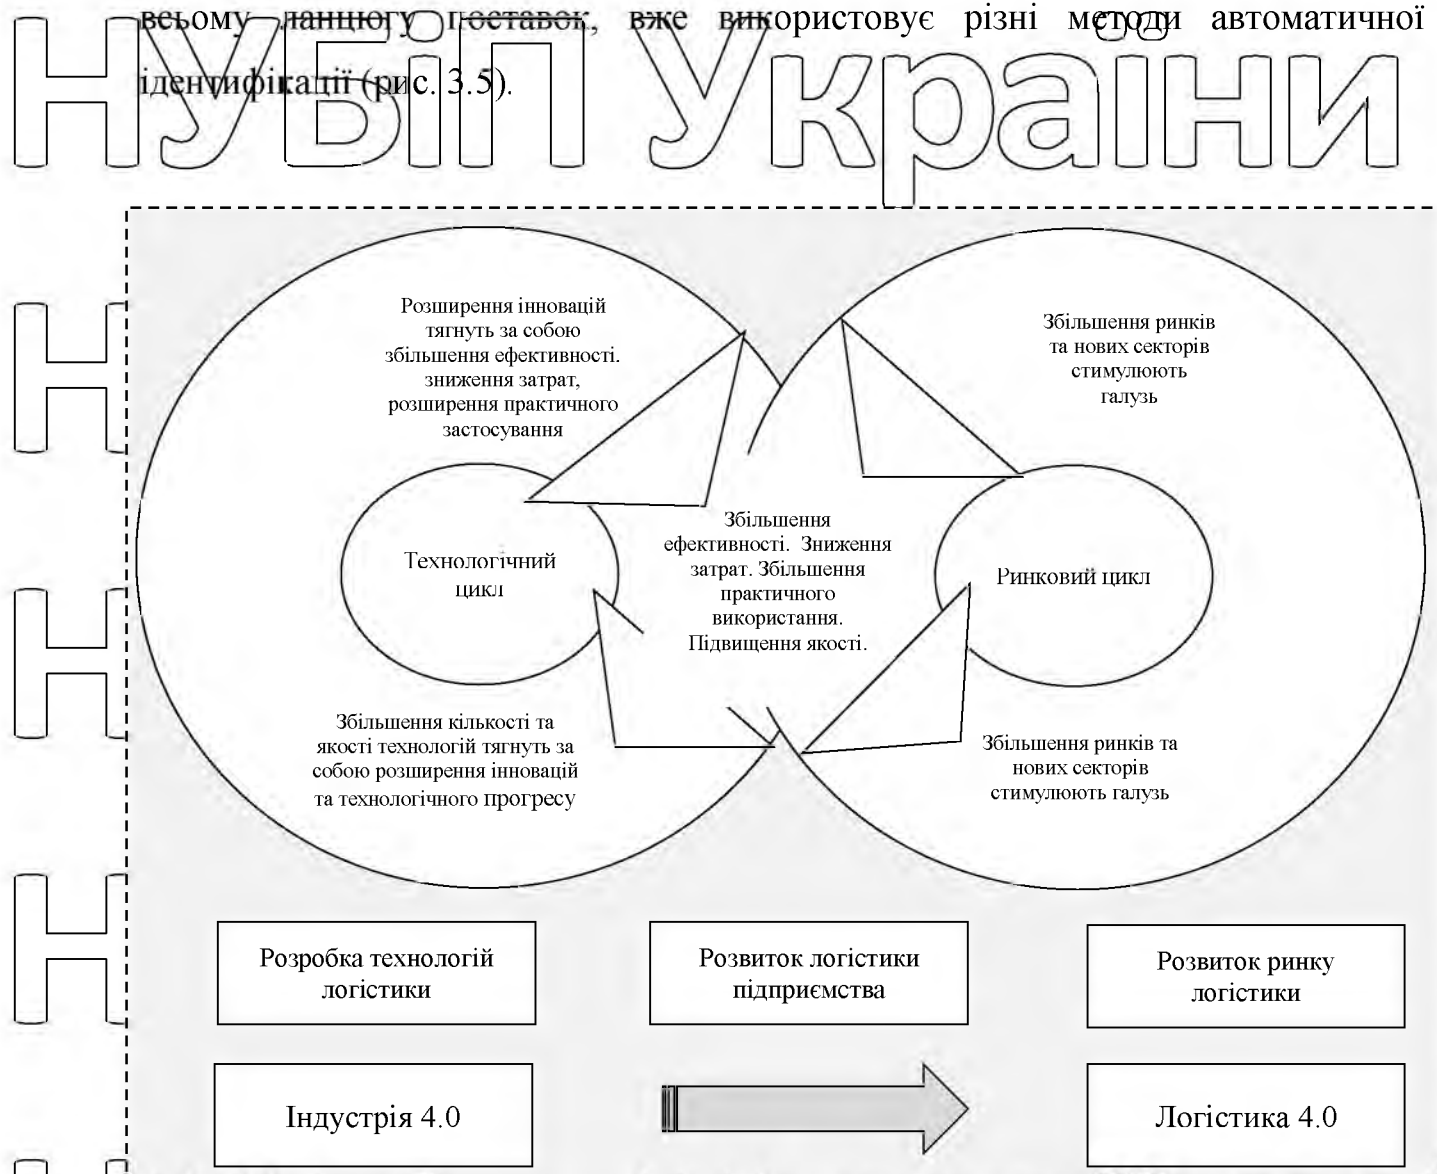 всьому ланцюгу поставок, вже використовує різні методи автоматичної
ідентифікації (рис. 3.5).
НУБіП України
Розширення інновацій
тягнуть за собою
збільшення ефективності.
зниження затрат,
розширення практичного
застосування
Збільшення ринків
та нових секторів
стимулюють
галузь
Технологічний
цикл
Збільшення
ефективності. Зниження
затрат. Збільшення
практичного
використання.
Підвищення якості.
Ринковий цикл
Збільшення кількості та
якості технологій тягнуть за
собою розширення інновацій
та технологічного прогресу
Збільшення ринків та
нових секторів
стимулюють галузь
Н
Н
Н
Розробка технологій
логістики
Розвиток логістики
підприємства
Розвиток ринку
логістики
Індустрія 4.0
Логістика 4.0